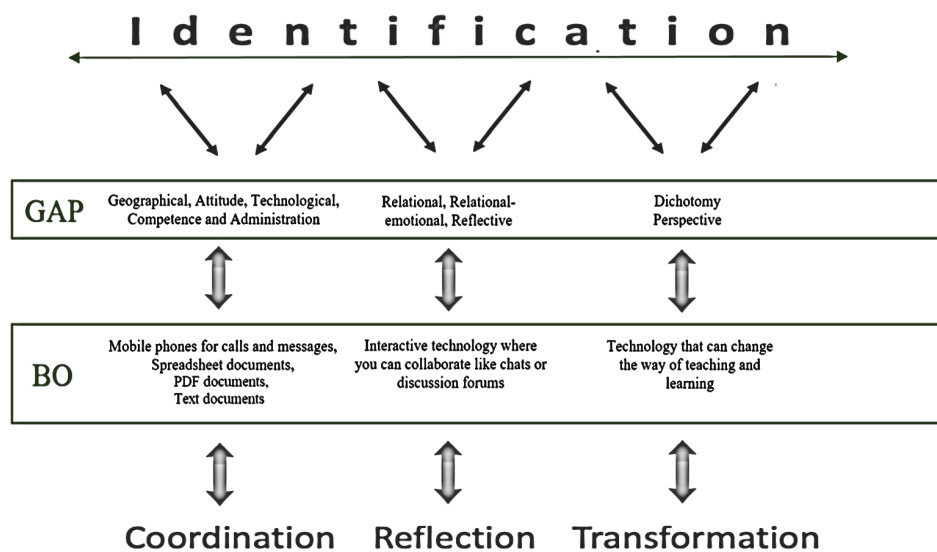 Identification
GAP
Geographical, Attitude, Technological,
Competence and Administration
Relational, Relational-
emotional, Reflective
Dichotomy
Perspective
BO
Mobile phones for calls and messages,
Spreadsheet documents,
PDF documents,
Text documents
Interactive technology where
you can collaborate like chats or
discussion forums
Technology that can change
the way of teaching and
learning
Coordination
Reflection
Transformation